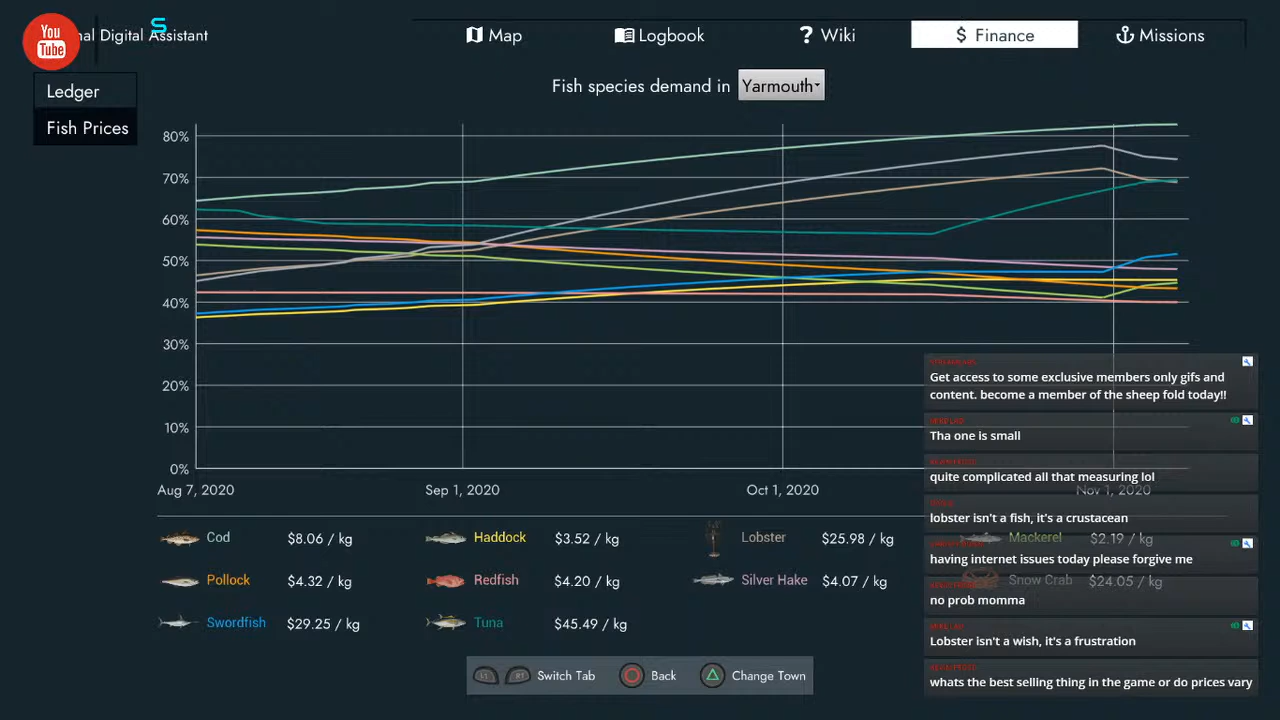 You
Tube
nal Digital Assistant
S
Map
Logbook
? Wiki
$ Finance
Missions
Ledger
Fish Prices
Fish species demand in Yarmouth
80%
70%
60%
50%
40%
30%
20%
10%
0%
Aug 7, 2020
Sep 1, 2020
Oct 1, 2020
Nov 1, 2020
Cod $8.06 / kg
Haddock $3.52 / kg
Lobster $25.98 / kg
Mackerel $2.19 / kg
Pollock $4.32 / kg
Redfish $4.20 / kg
Silver Hake $4.07 / kg
Snow Crab $24.05 / kg
Swordfish $29.25 / kg
Tuna $45.49 / kg
Get access to some exclusive members only gifs and
content. become a member of the sheep fold today!!
Tha one is small
quite complicated all that measuring lol
lobster isn't a fish, it's a crustacean
having internet issues today please forgive me
no prob momma
Lobster isn't a wish, it's a frustration
whats the best selling thing in the game or do prices vary
L1 R1 Switch Tab
Back
Change Town